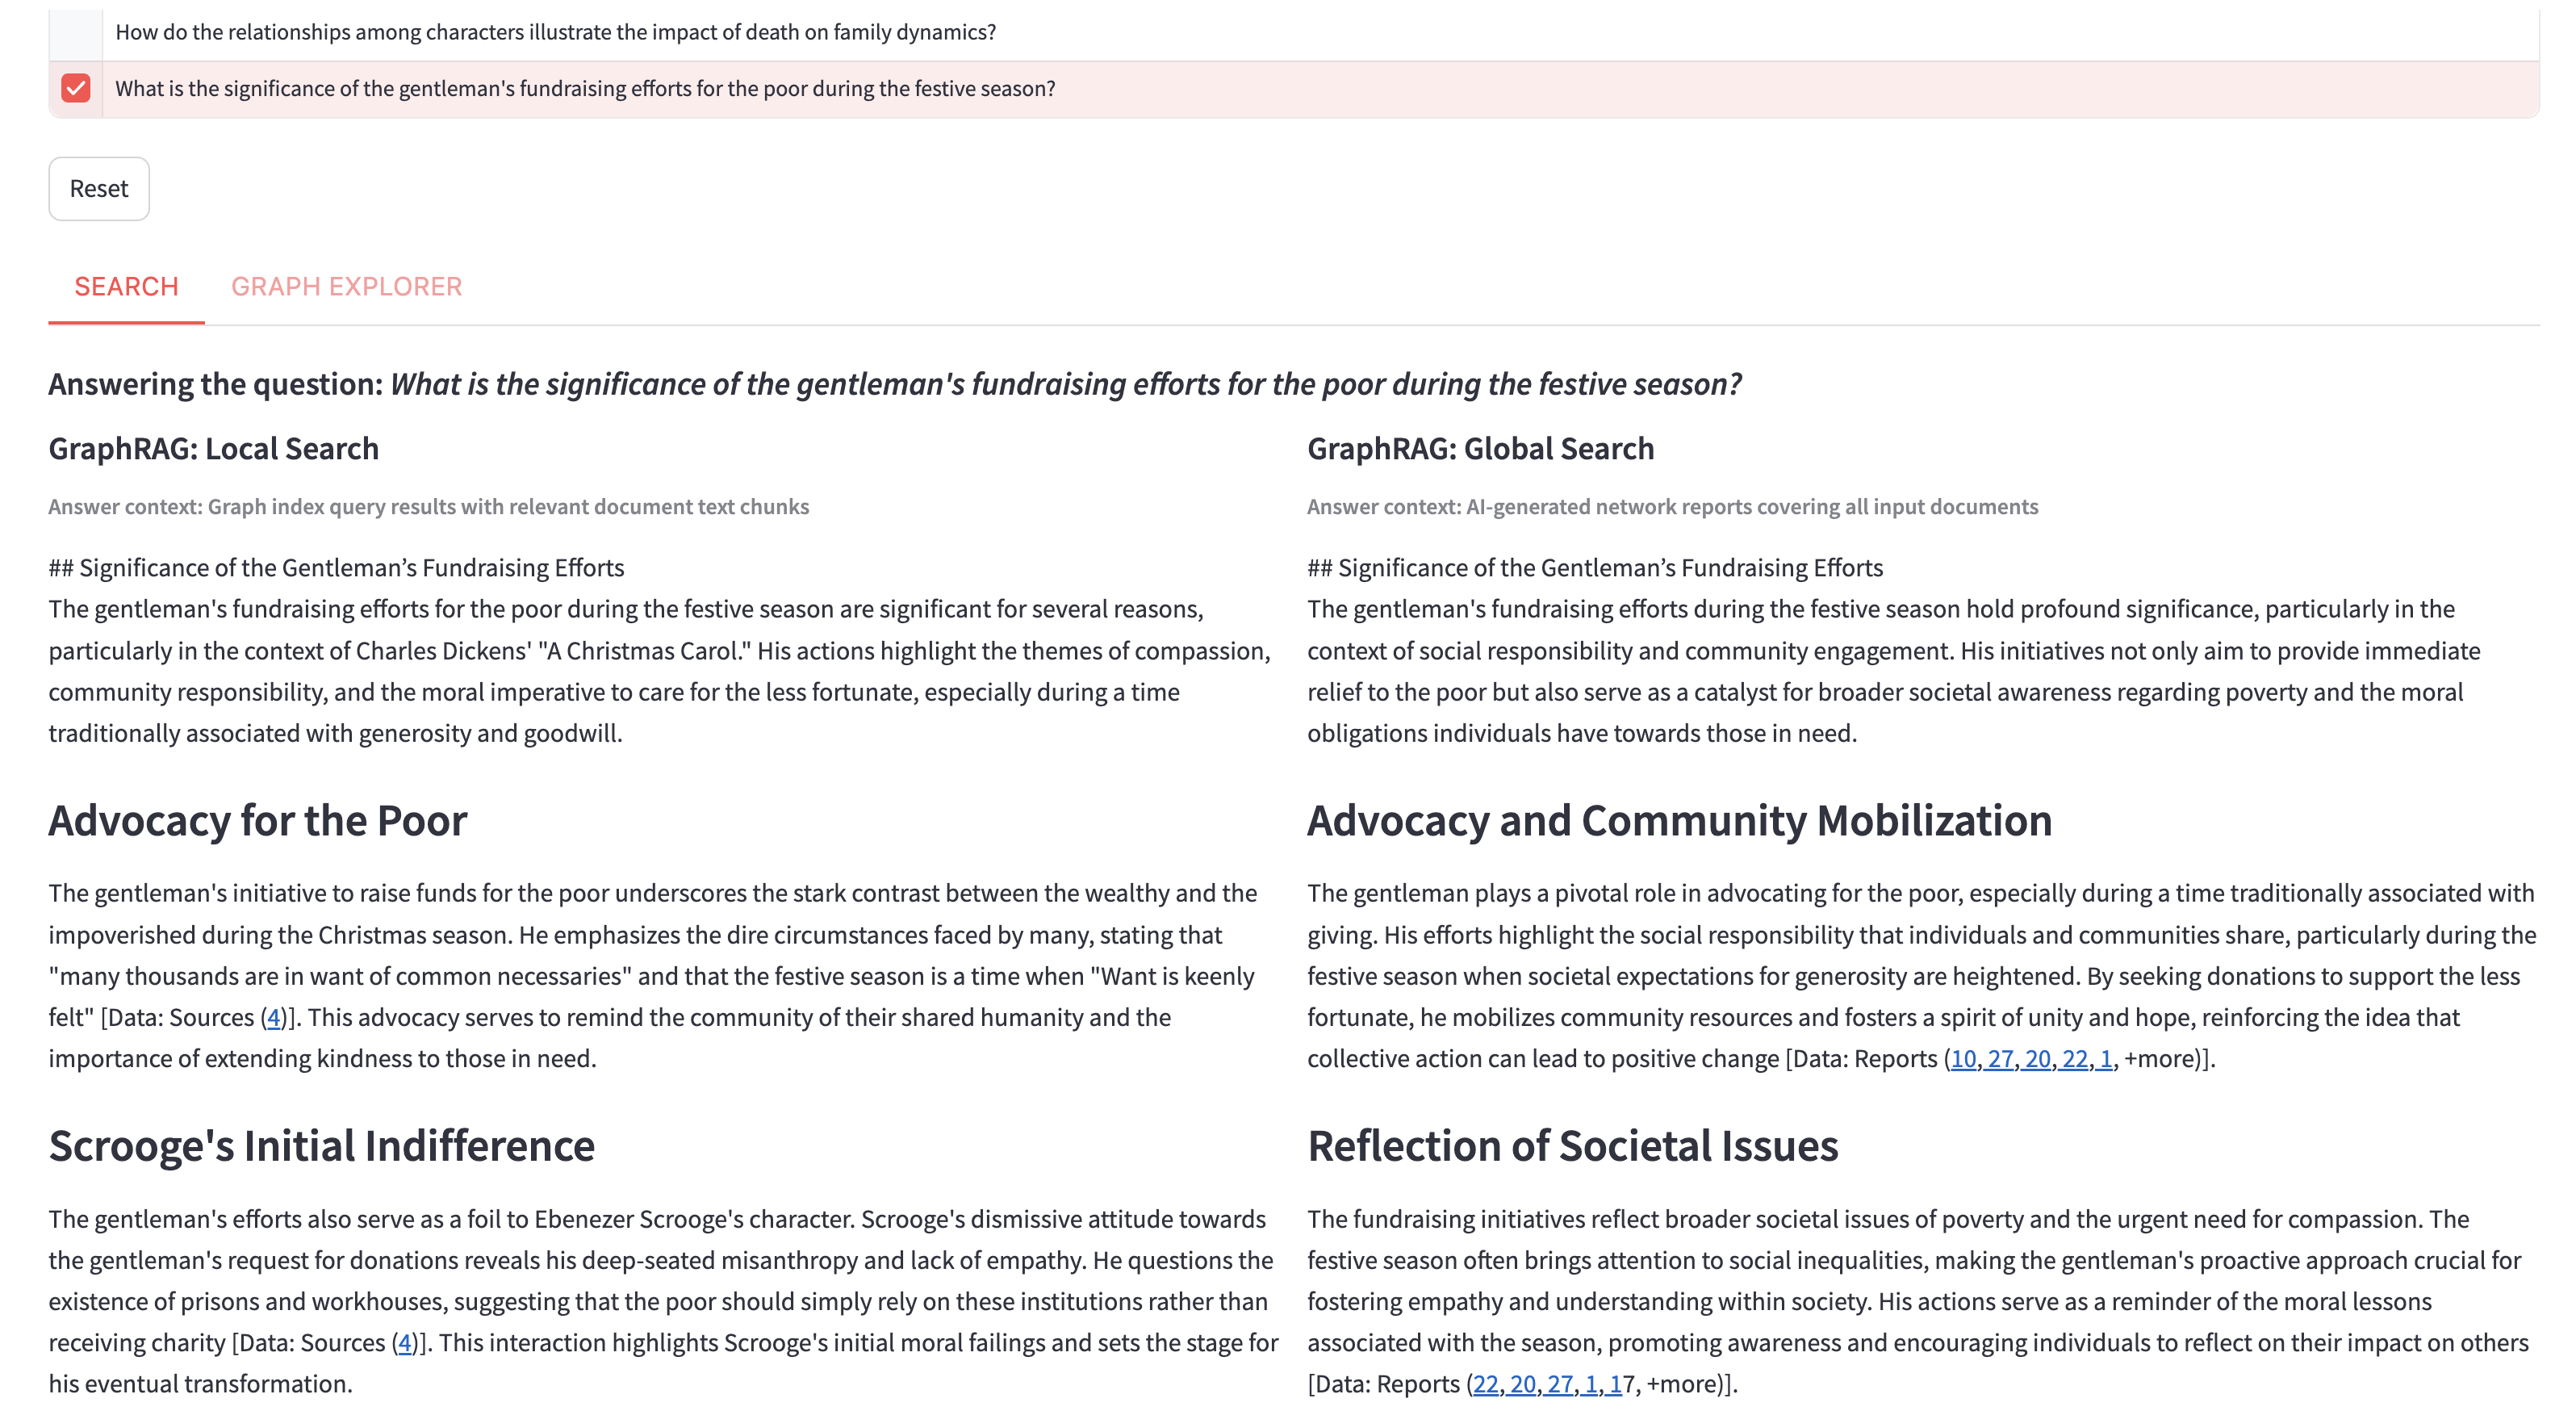 How do the relationships among characters illustrate the impact of death on family dynamics?
What is the significance of the gentleman's fundraising efforts for the poor during the festive season?
Reset
SEARCH
GRAPH EXPLORER
Answering the question: What is the significance of the gentleman's fundraising efforts for the poor during the festive season?
GraphRAG: Local Search
Answer context: Graph index query results with relevant document text chunks
## Significance of the Gentleman’s Fundraising Efforts
The gentleman's fundraising efforts for the poor during the festive season are significant for several reasons,
particularly in the context of Charles Dickens' "A Christmas Carol." His actions highlight the themes of compassion,
community responsibility, and the moral imperative to care for the less fortunate, especially during a time
traditionally associated with generosity and goodwill.
Advocacy for the Poor
The gentleman's initiative to raise funds for the poor underscores the stark contrast between the wealthy and the
impoverished during the Christmas season. He emphasizes the dire circumstances faced by many, stating that
"many thousands are in want of common necessaries" and that the festive season is a time when "Want is keenly
felt" [Data: Sources (4)]. This advocacy serves to remind the community of their shared humanity and the
importance of extending kindness to those in need.
Scrooge's Initial Indifference
The gentleman's efforts also serve as a foil to Ebenezer Scrooge's character. Scrooge's dismissive attitude towards
the gentleman's request for donations reveals his deep-seated misanthropy and lack of empathy. He questions the
existence of prisons and workhouses, suggesting that the poor should simply rely on these institutions rather than
receiving charity [Data: Sources (4)]. This interaction highlights Scrooge's initial moral failings and sets the stage for
his eventual transformation.
GraphRAG: Global Search
Answer context: AI-generated network reports covering all input documents
## Significance of the Gentleman’s Fundraising Efforts
The gentleman's fundraising efforts during the festive season hold profound significance, particularly in the
context of social responsibility and community engagement. His initiatives not only aim to provide immediate
relief to the poor but also serve as a catalyst for broader societal awareness regarding poverty and the moral
obligations individuals have towards those in need.
Advocacy and Community Mobilization
The gentleman plays a pivotal role in advocating for the poor, especially during a time traditionally associated with
giving. His efforts highlight the social responsibility that individuals and communities share, particularly during the
festive season when societal expectations for generosity are heightened. By seeking donations to support the less
fortunate, he mobilizes community resources and fosters a spirit of unity and hope, reinforcing the idea that
collective action can lead to positive change [Data: Reports (10, 27, 20, 22, 1, +more)].
Reflection of Societal Issues
The fundraising initiatives reflect broader societal issues of poverty and the urgent need for compassion. The
festive season often brings attention to social inequalities, making the gentleman's proactive approach crucial for
fostering empathy and understanding within society. His actions serve as a reminder of the moral lessons
associated with the season, promoting awareness and encouraging individuals to reflect on their impact on others
[Data: Reports (22, 20, 27, 1, 17, +more)].